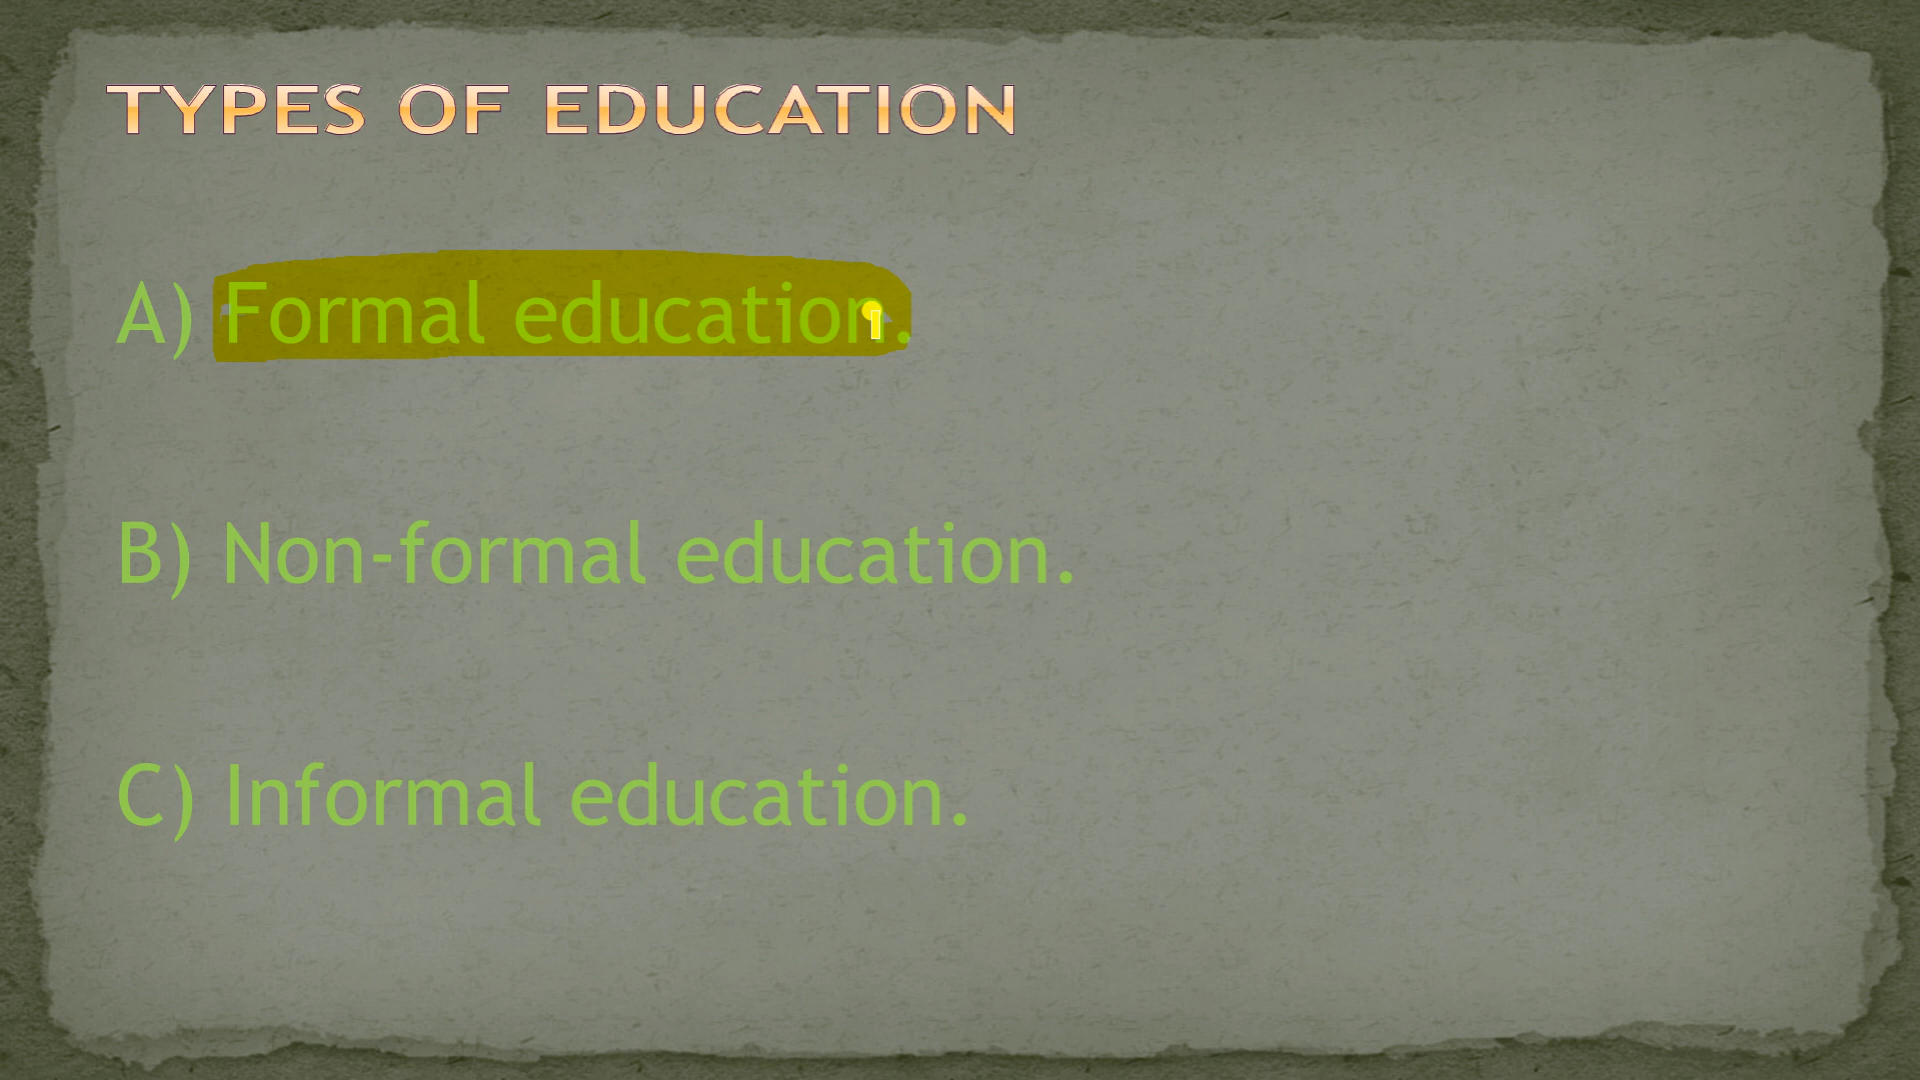 TYPES OF EDUCATION
A) Formal education.
B) Non-formal education.
C) Informal education.